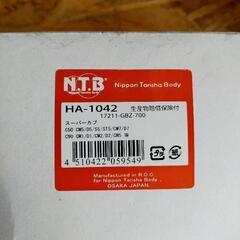 N.T.B
Nippon Tansha Body
HA-1042 生産物賠償保険付
17211-GBZ-700
スーパーカブ
C50 CM5/D5/S5/ST5/CM7/D7
C90 CM1/D1/CM2/D2/CM5 等
4 510422 059549
Manufactured in R.O.C
for NIPPON TANSHA BODY
OSAKA JAPAN.